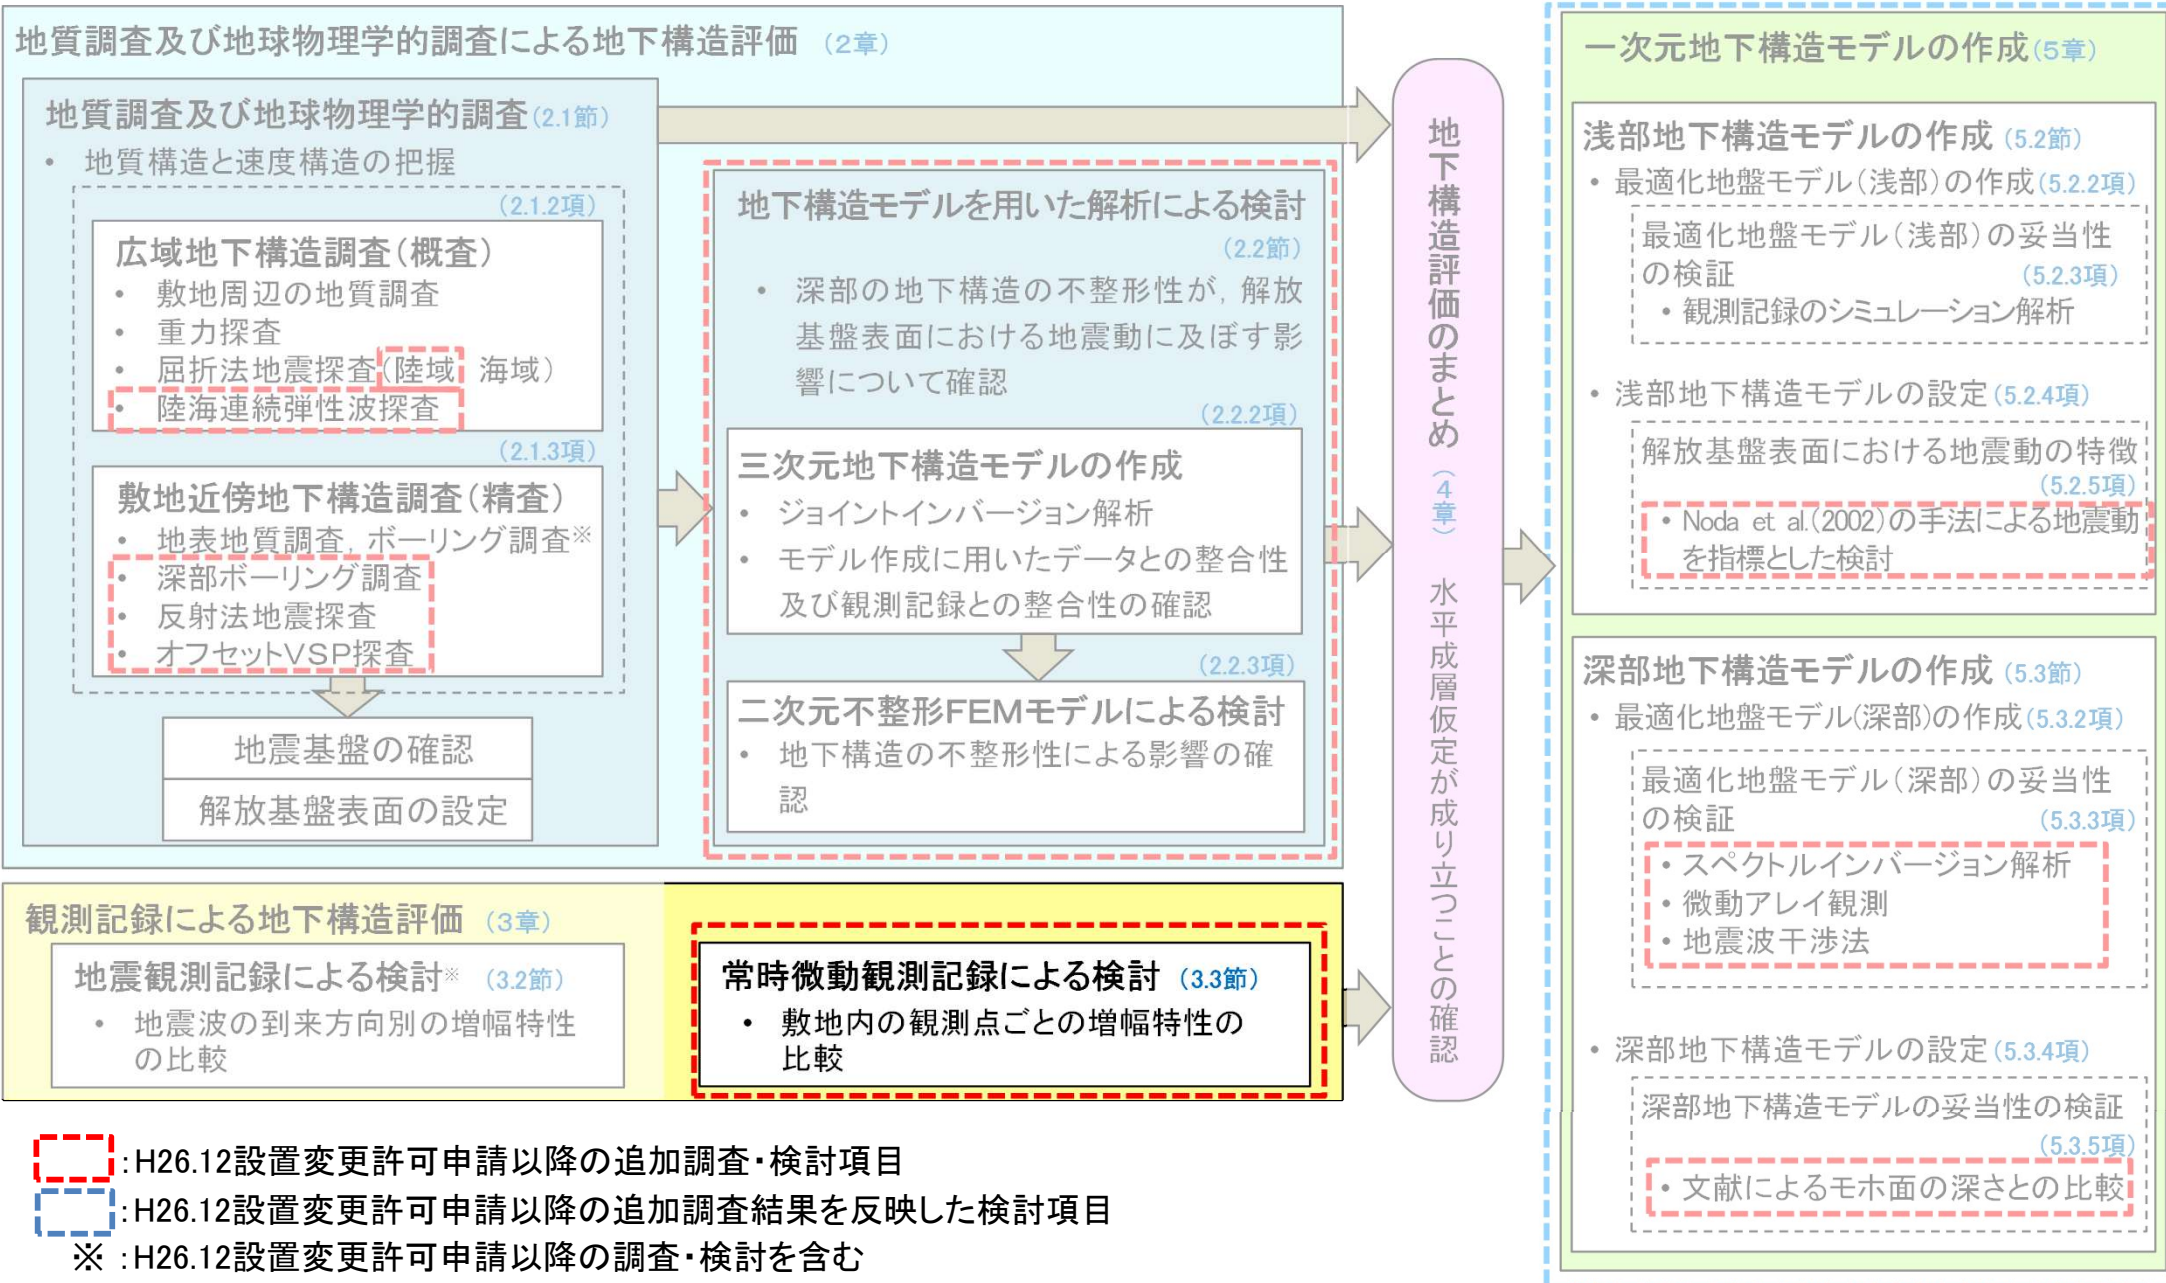 地質調査及び地球物理学的調査による地下構造評価 （２章）
地質調査及び地球物理学的調査(2.1節)
• 地質構造と速度構造の把握
(2.1.2項)
広域地下構造調査（概査）
• 敷地周辺の地質調査
• 重力探査
• 屈折法地震探査(陸域 海域）
• 陸海連続弾性波探査
(2.1.3項)
敷地近傍地下構造調査（精査）
• 地表地質調査，ボーリング調査※
• 深部ボーリング調査
• 反射法地震探査
• オフセットVSP探査
地震基盤の確認
解放基盤表面の設定
地下構造モデルを用いた解析による検討
(2.2節)
• 深部の地下構造の不整形性が，解放
基盤表面における地震動に及ぼす影
響について確認
(2.2.2項)
三次元地下構造モデルの作成
• ジョイントインバージョン解析
• モデル作成に用いたデータとの整合性
及び観測記録との整合性の確認
(2.2.3項)
二次元不整形FEMモデルによる検討
• 地下構造の不整形性による影響の確
認
観測記録による地下構造評価 （３章）
地震観測記録による検討※ (3.2節)
• 地震波の到来方向別の増幅特性
の比較
常時微動観測記録による検討 (3.3節)
• 敷地内の観測点ごとの増幅特性の
比較
地下構造評価のまとめ（４章） 水平成層仮定が成り立つことの確認
一次元地下構造モデルの作成(５章)
浅部地下構造モデルの作成 (5.2節)
• 最適化地盤モデル（浅部）の作成(5.2.2項)
最適化地盤モデル（浅部）の妥当性
の検証 (5.2.3項)
• 観測記録のシミュレーション解析
• 浅部地下構造モデルの設定(5.2.4項)
解放基盤表面における地震動の特徴
(5.2.5項)
• Noda et al.(2002)の手法による地震動
を指標とした検討
深部地下構造モデルの作成 (5.3節)
• 最適化地盤モデル(深部)の作成(5.3.2項)
最適化地盤モデル（深部）の妥当性
の検証 (5.3.3項)
• スペクトルインバージョン解析
• 微動アレイ観測
• 地震波干渉法
• 深部地下構造モデルの設定(5.3.4項)
深部地下構造モデルの妥当性の検証
(5.3.5項)
• 文献によるモホ面の深さとの比較
：H26.12設置変更許可申請以降の追加調査・検討項目
：H26.12設置変更許可申請以降の追加調査結果を反映した検討項目
※ ：H26.12設置変更許可申請以降の調査・検討を含む